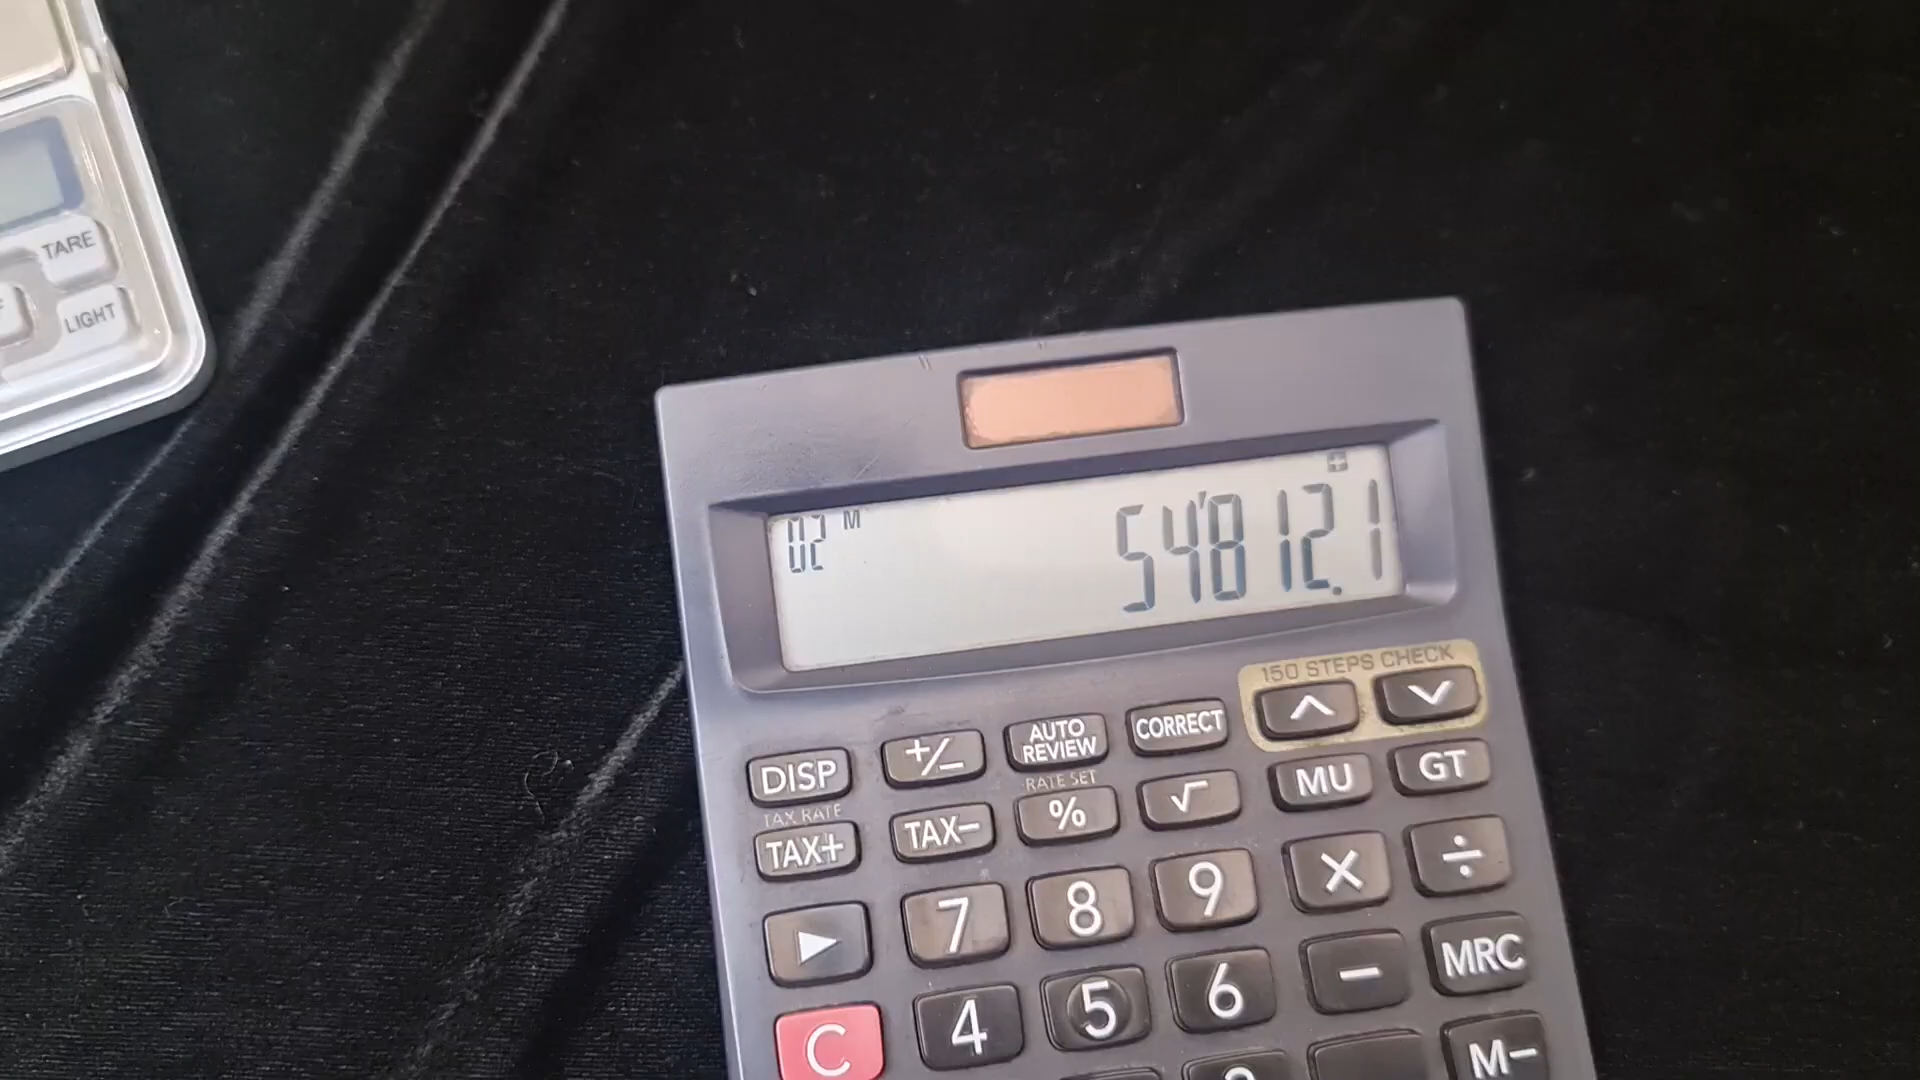 TARE
LIGHT
02 M
54'812.1
150 STEPS CHECK
DISP +/− AUTO REVIEW CORRECT
TAX RATE RATE SET
TAX+ TAX− % √ MU GT
7 8 9 × ÷
C 4 5 6 − MRC
M−